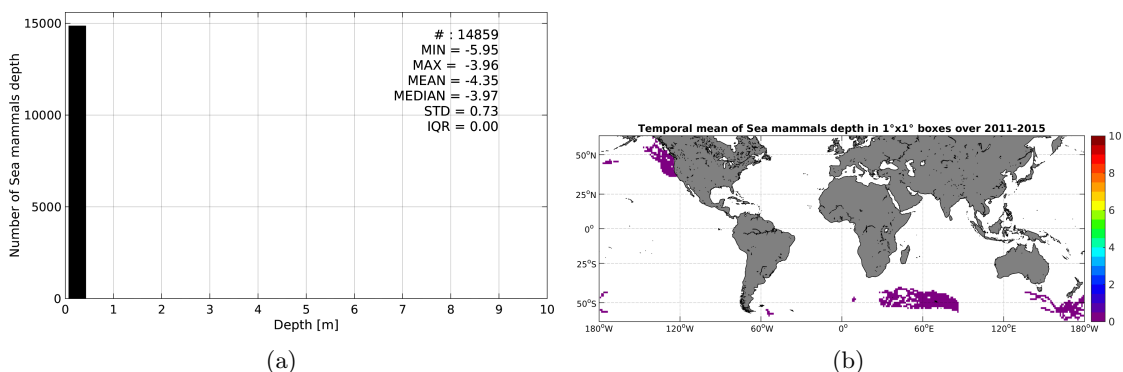 15000
10000
5000
0
Number of Sea mammals depth
# : 14859
MIN = -5.95
MAX = -3.96
MEAN = -4.35
MEDIAN = -3.97
STD = 0.73
IQR = 0.00
1 2 3 4 5 6 7 8 9 10
Depth [m]
(a)
Temporal mean of Sea mammals depth in 1°x1° boxes over 2011-2015
50°N
25°N
0°
25°S
50°S
180°W 120°W 60°W 0° 60°E 120°E 180°W
10
8
6
4
2
0
(b)